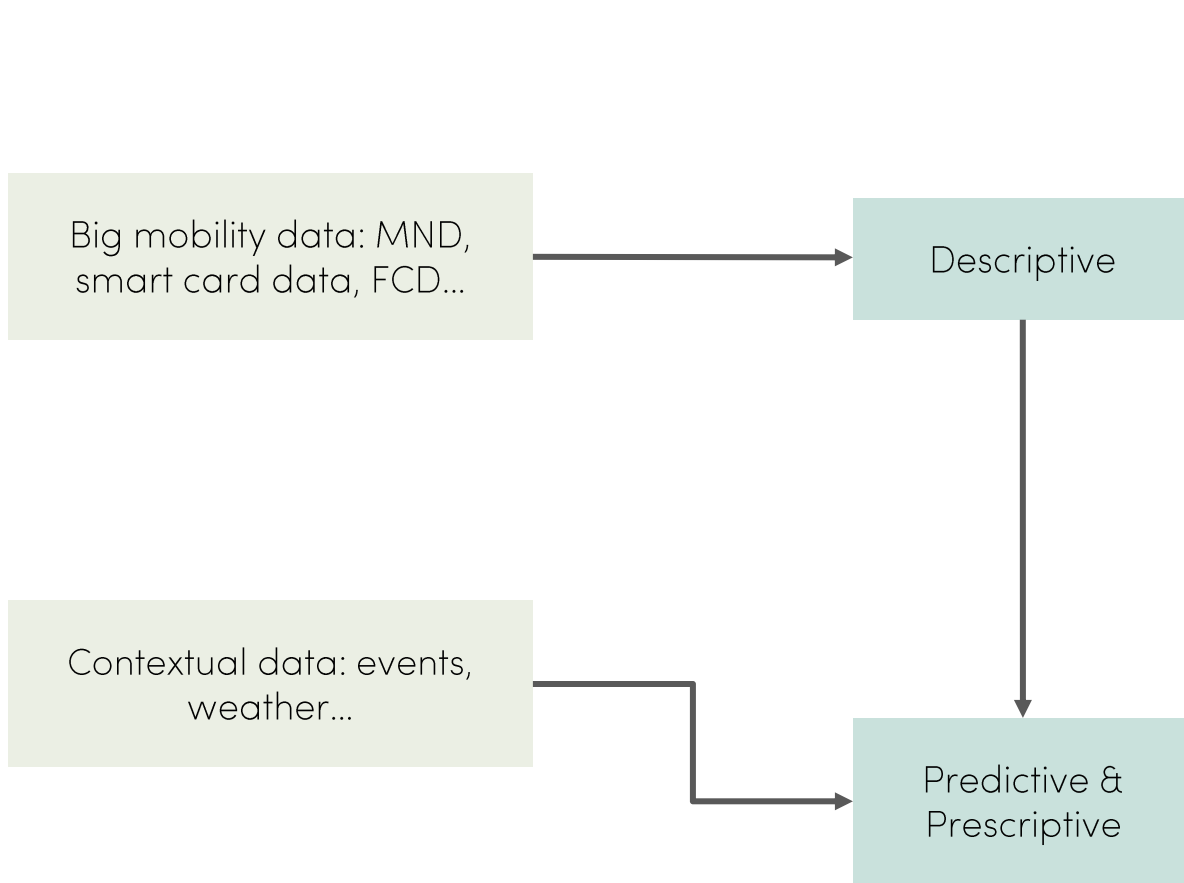 Big mobility data: MND,
smart card data, FCD...
Descriptive
Contextual data: events,
weather...
Predictive &
Prescriptive